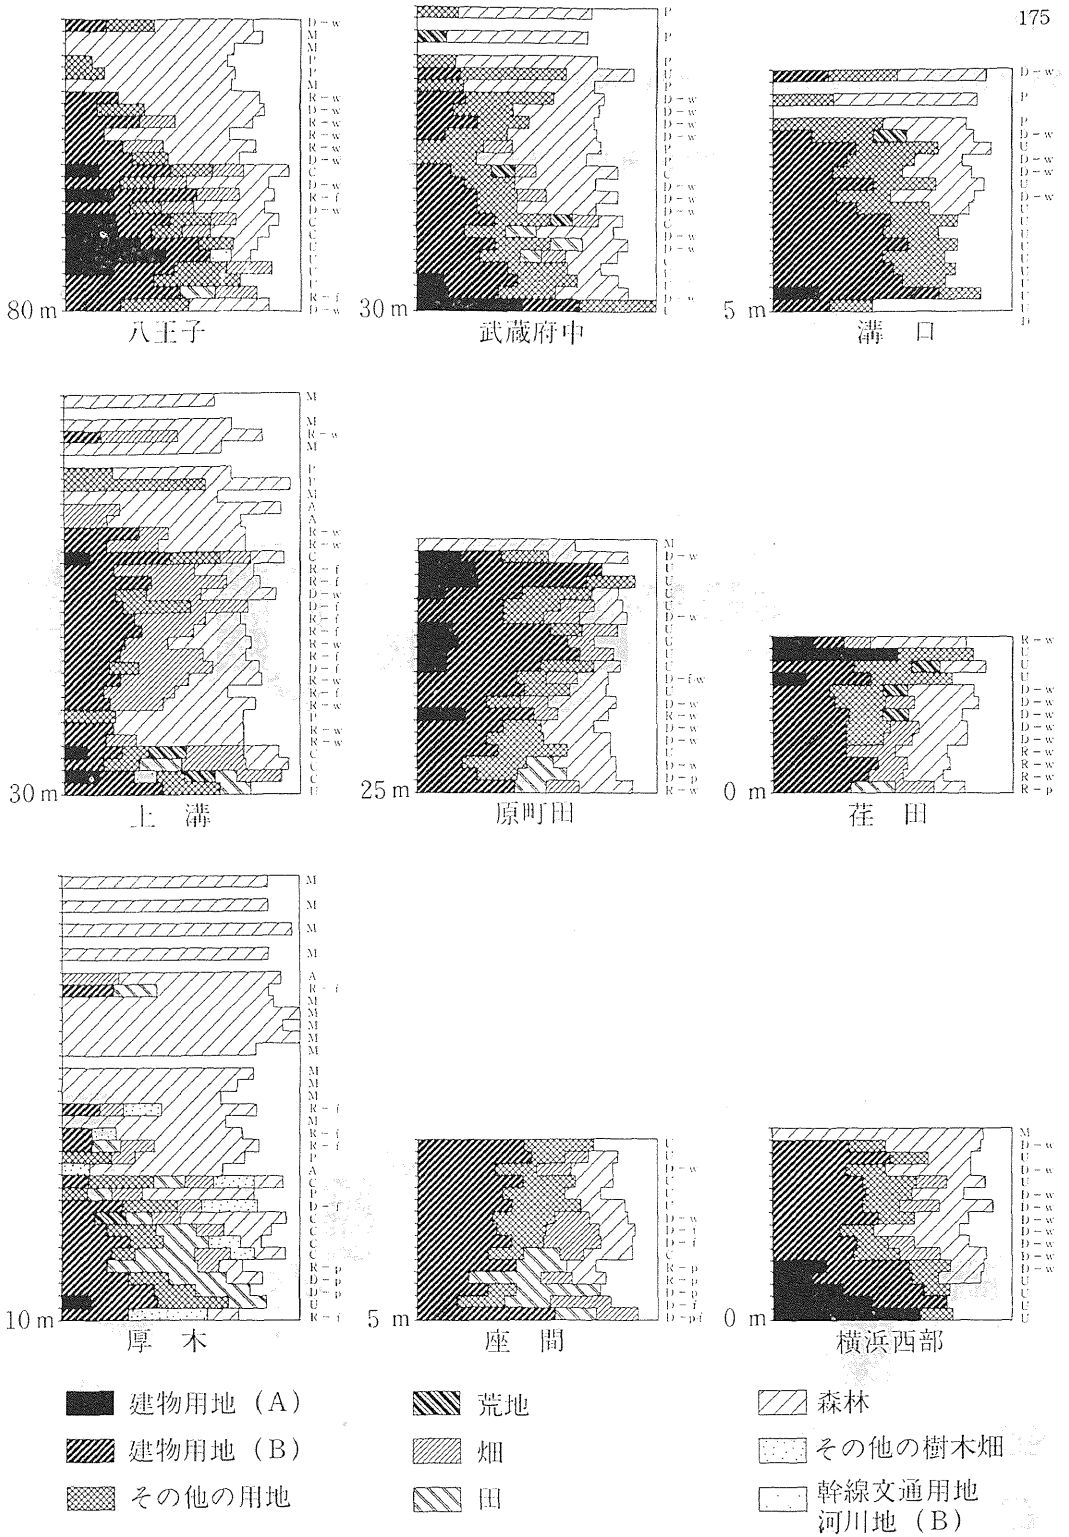 175
D-w
M
M
P
P
M
R-w
D-w
R-w
R-w
D-w
D-w
C
D-w
R-f
D-w
C
C
U
U
U
U
R-f
D-w
80 m
八王子
P
P
P
U
P
D-w
D-w
D-w
D-w
P
P
C
D-w
D-w
D-w
C
D-w
C
U
U
U
D-w
U
30 m
武蔵府中
D-w
P
P
D-w
U
D-w
D-w
U
D-w
U
U
U
U
U
U
U
U
U
D
5 m
溝 口
M
M
R-w
M
P
P
M
A
A
R-w
R-w
C
R-f
R-f
D-w
D-f
R-f
R-f
R-w
D-f
R-w
R-f
R-w
P
R-w
R-w
C
C
C
30 m
上 溝
M
D-w
U
U
U
U
D-w
U
U
U
U
D-fw
U
D-w
R-w
D-w
D-w
U
D-w
D-p
R-w
25 m
原町田
R-w
U
U
U
D-w
D-w
D-w
D-w
D-w
R-w
R-w
R-w
R-p
0 m
荏 田
M
M
M
M
A
R-f
M
M
M
M
M
M
M
M
R-f
M
R-f
R-f
P
A
C
P
D-f
C
C
C
C
R-p
D-p
D-p
U
R-f
10 m
厚 木
U
U
D-w
U
U
U
D-w
D-f
D-f
C
R-p
R-p
D-p
D-f
D-pf
5 m
座 間
M
D-w
U
D-w
U
D-w
D-w
D-w
D-w
D-w
D-w
D-w
U
U
U
U
0 m
横浜西部
建物用地 (A)
建物用地 (B)
その他の用地
荒地
畑
田
森林
その他の樹木畑
幹線交通用地
河川地 (B)